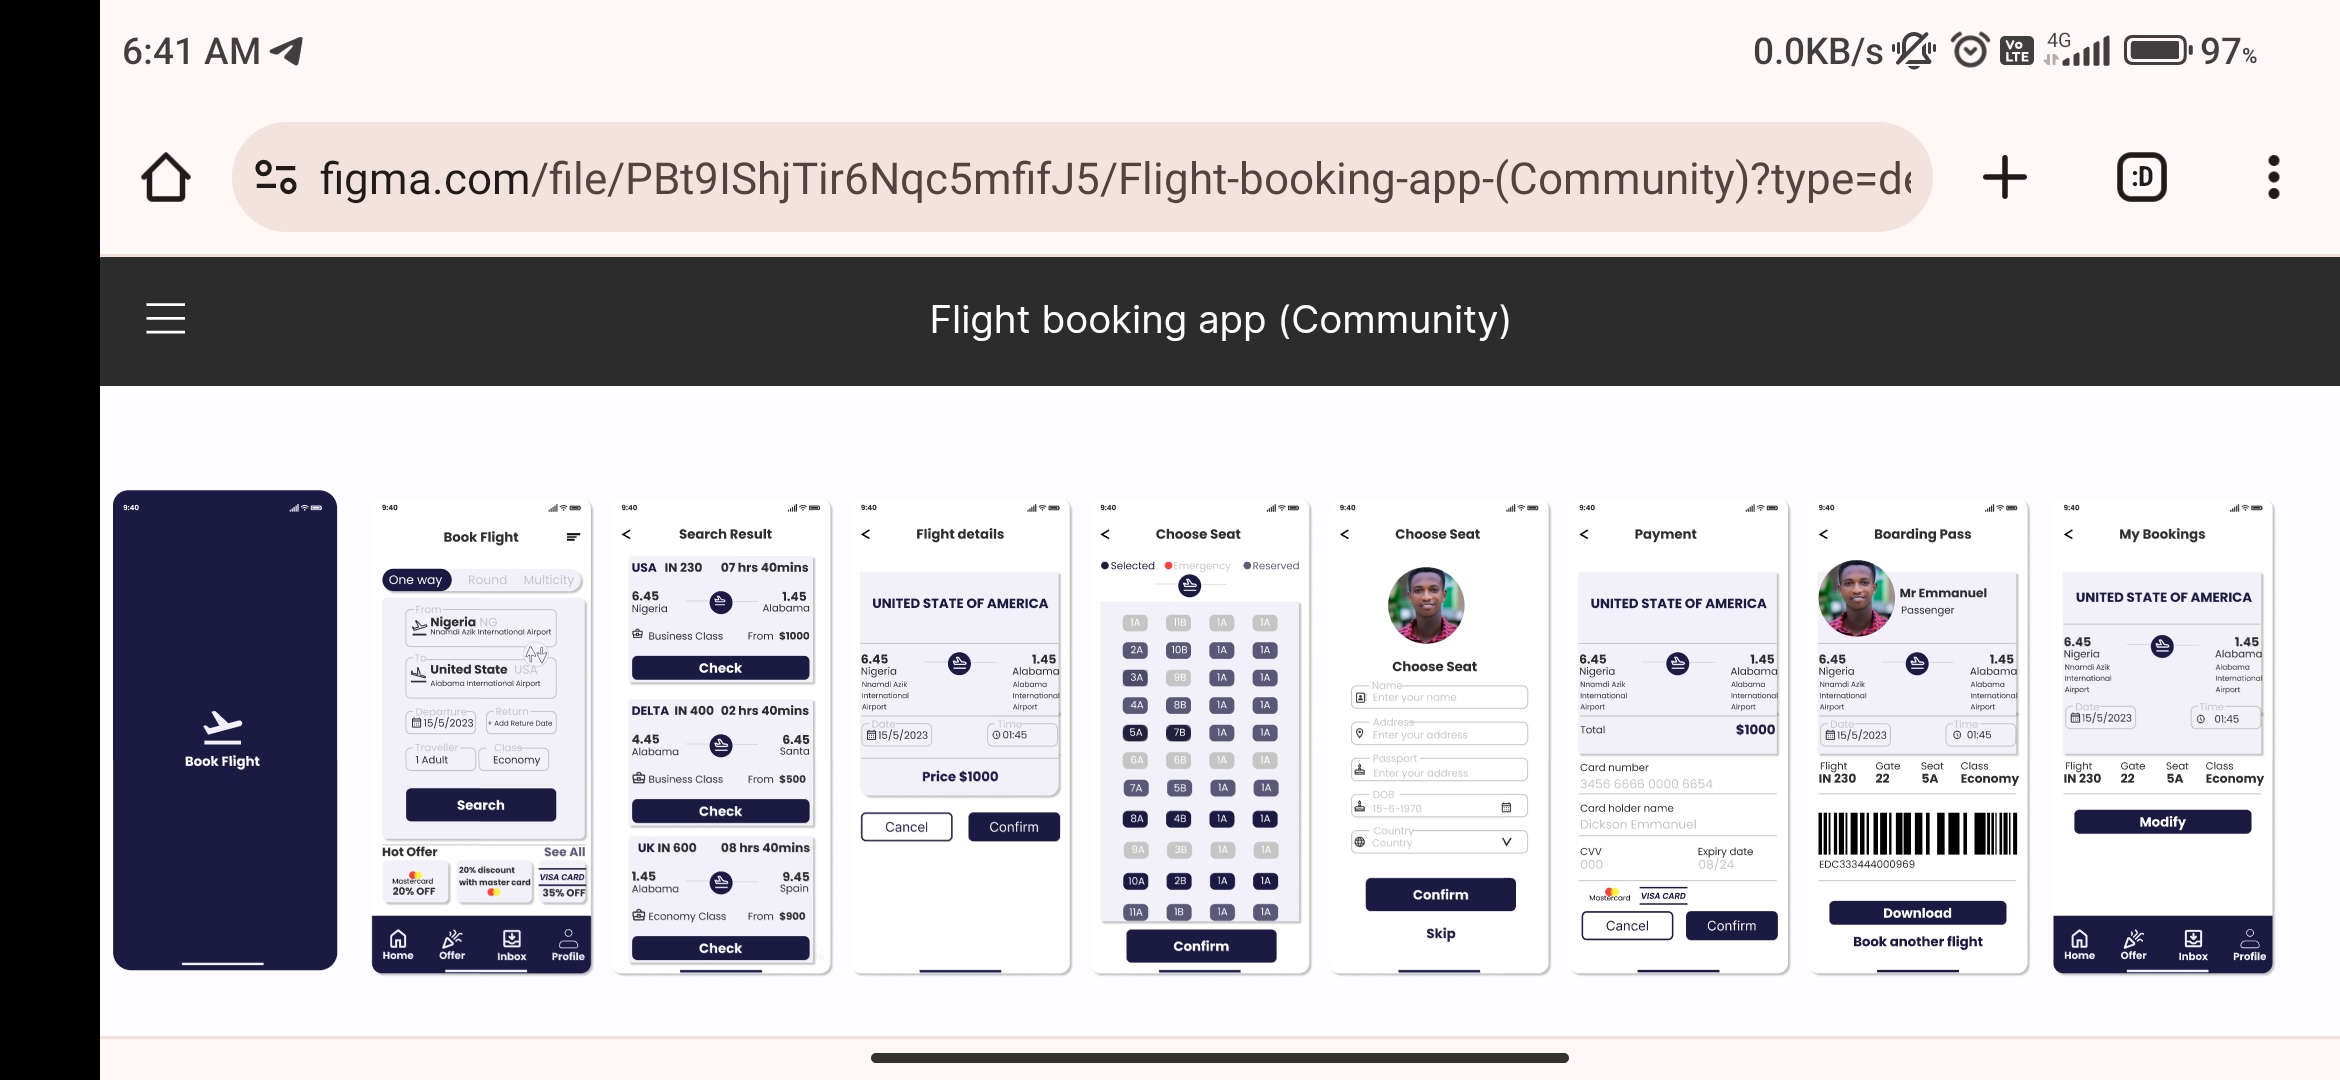 6:41 AM
0.0KB/s
Vo LTE
4G
97%
figma.com/file/PBt9IShjTir6Nqc5mfifJ5/Flight-booking-app-(Community)?type=de
:D
Flight booking app (Community)
9:40
Book Flight
9:40
Book Flight
One way Round Multicity
From
Nigeria NG
Nnamdi Azik International Airport
To
United State USA
Alabama International Airport
Departure Return
15/5/2023 + Add Reture Date
Traveller Class
1 Adult Economy
Search
Hot Offer See All
Mastercard
20% OFF
20% discount
with master card
VISA CARD
35% OFF
Home Offer Inbox Profile
9:40
< Search Result
USA IN 230 07 hrs 40mins
6.45 1.45
Nigeria Alabama
Business Class From $1000
Check
DELTA IN 400 02 hrs 40mins
4.45 6.45
Alabama Santa
Business Class From $500
Check
UK IN 600 08 hrs 40mins
1.45 9.45
Alabama Spain
Economy Class From $900
Check
9:40
< Flight details
UNITED STATE OF AMERICA
6.45 1.45
Nigeria Alabama
Nnamdi Azik Alabama
International International
Airport Airport
Date Time
15/5/2023 01:45
Price $1000
Cancel Confirm
9:40
< Choose Seat
Selected Emergency Reserved
1A 11B 1A 1A
2A 10B 1A 1A
3A 9B 1A 1A
4A 8B 1A 1A
5A 7B 1A 1A
6A 6B 1A 1A
7A 5B 1A 1A
8A 4B 1A 1A
9A 3B 1A 1A
10A 2B 1A 1A
11A 1B 1A 1A
Confirm
9:40
< Choose Seat
Choose Seat
Name
Enter your name
Address
Enter your address
Passport
Enter your address
DOB
15-6-1970
Country
Country
Confirm
Skip
9:40
< Payment
UNITED STATE OF AMERICA
6.45 1.45
Nigeria Alabama
Nnamdi Azik Alabama
International International
Airport Airport
Total $1000
Card number
3456 6666 0000 6654
Card holder name
Dickson Emmanuel
CVV Expiry date
000 08/24
Mastercard VISA CARD
Cancel Confirm
9:40
< Boarding Pass
Mr Emmanuel
Passenger
6.45 1.45
Nigeria Alabama
Nnamdi Azik Alabama
International International
Airport Airport
Date Time
15/5/2023 01:45
Flight Gate Seat Class
IN 230 22 5A Economy
EDC333444000969
Download
Book another flight
9:40
< My Bookings
UNITED STATE OF AMERICA
6.45 1.45
Nigeria Alabama
Nnamdi Azik Alabama
International International
Airport Airport
Date Time
15/5/2023 01:45
Flight Gate Seat Class
IN 230 22 5A Economy
Modify
Home Offer Inbox Profile